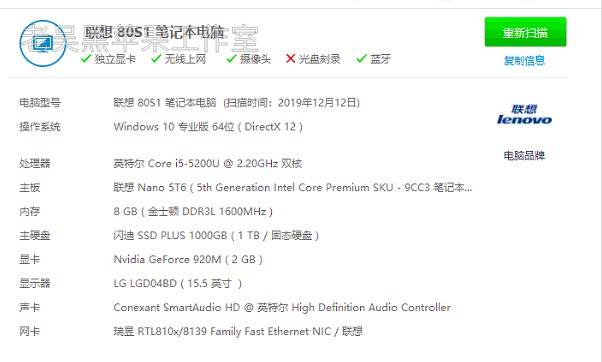 联想 80S1 笔记本电脑
老吴黑苹果工作室
重新扫描
独立显卡 无线上网 摄像头 光盘刻录 蓝牙
复制信息
电脑型号 联想 80S1 笔记本电脑 (扫描时间：2019年12月12日)
操作系统 Windows 10 专业版 64位 ( DirectX 12 )
联想
lenovo
电脑品牌
处理器 英特尔 Core i5-5200U @ 2.20GHz 双核
主板 联想 Nano 5T6 ( 5th Generation Intel Core Premium SKU - 9CC3 笔记本...
内存 8 GB ( 金士顿 DDR3L 1600MHz )
主硬盘 闪迪 SSD PLUS 1000GB ( 1 TB / 固态硬盘 )
显卡 Nvidia GeForce 920M ( 2 GB )
显示器 LG LGD04BD ( 15.5 英寸 )
声卡 Conexant SmartAudio HD @ 英特尔 High Definition Audio Controller
网卡 瑞昱 RTL810x/8139 Family Fast Ethernet NIC / 联想